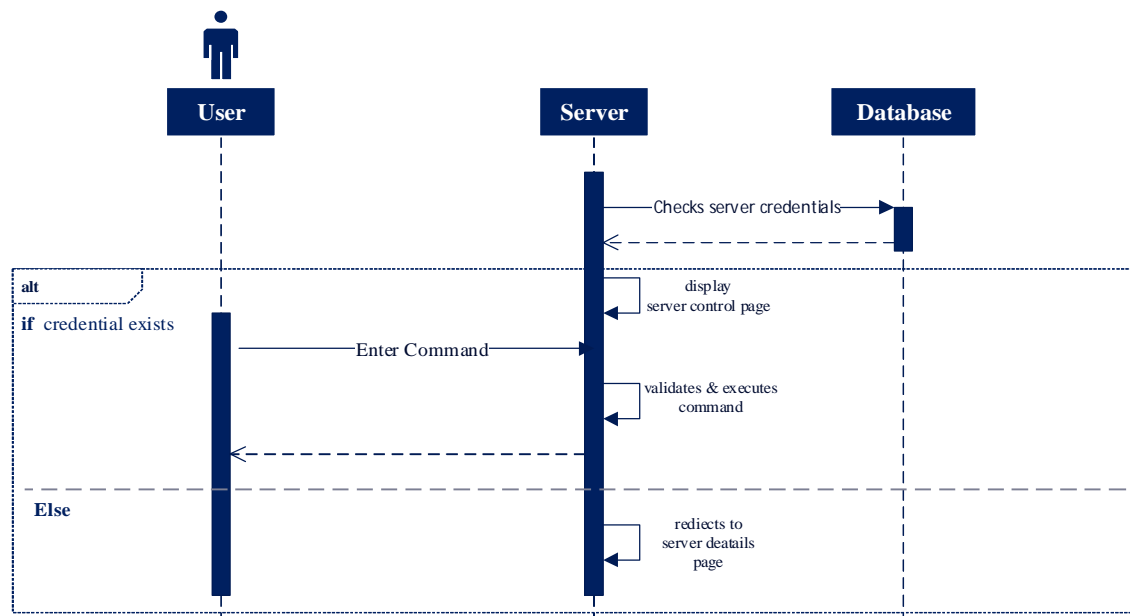 User
Server
Database
Checks server credentials
alt
display
server control page
if credential exists
Enter Command
validates & executes
command
Else
rediects to
server deatails
page